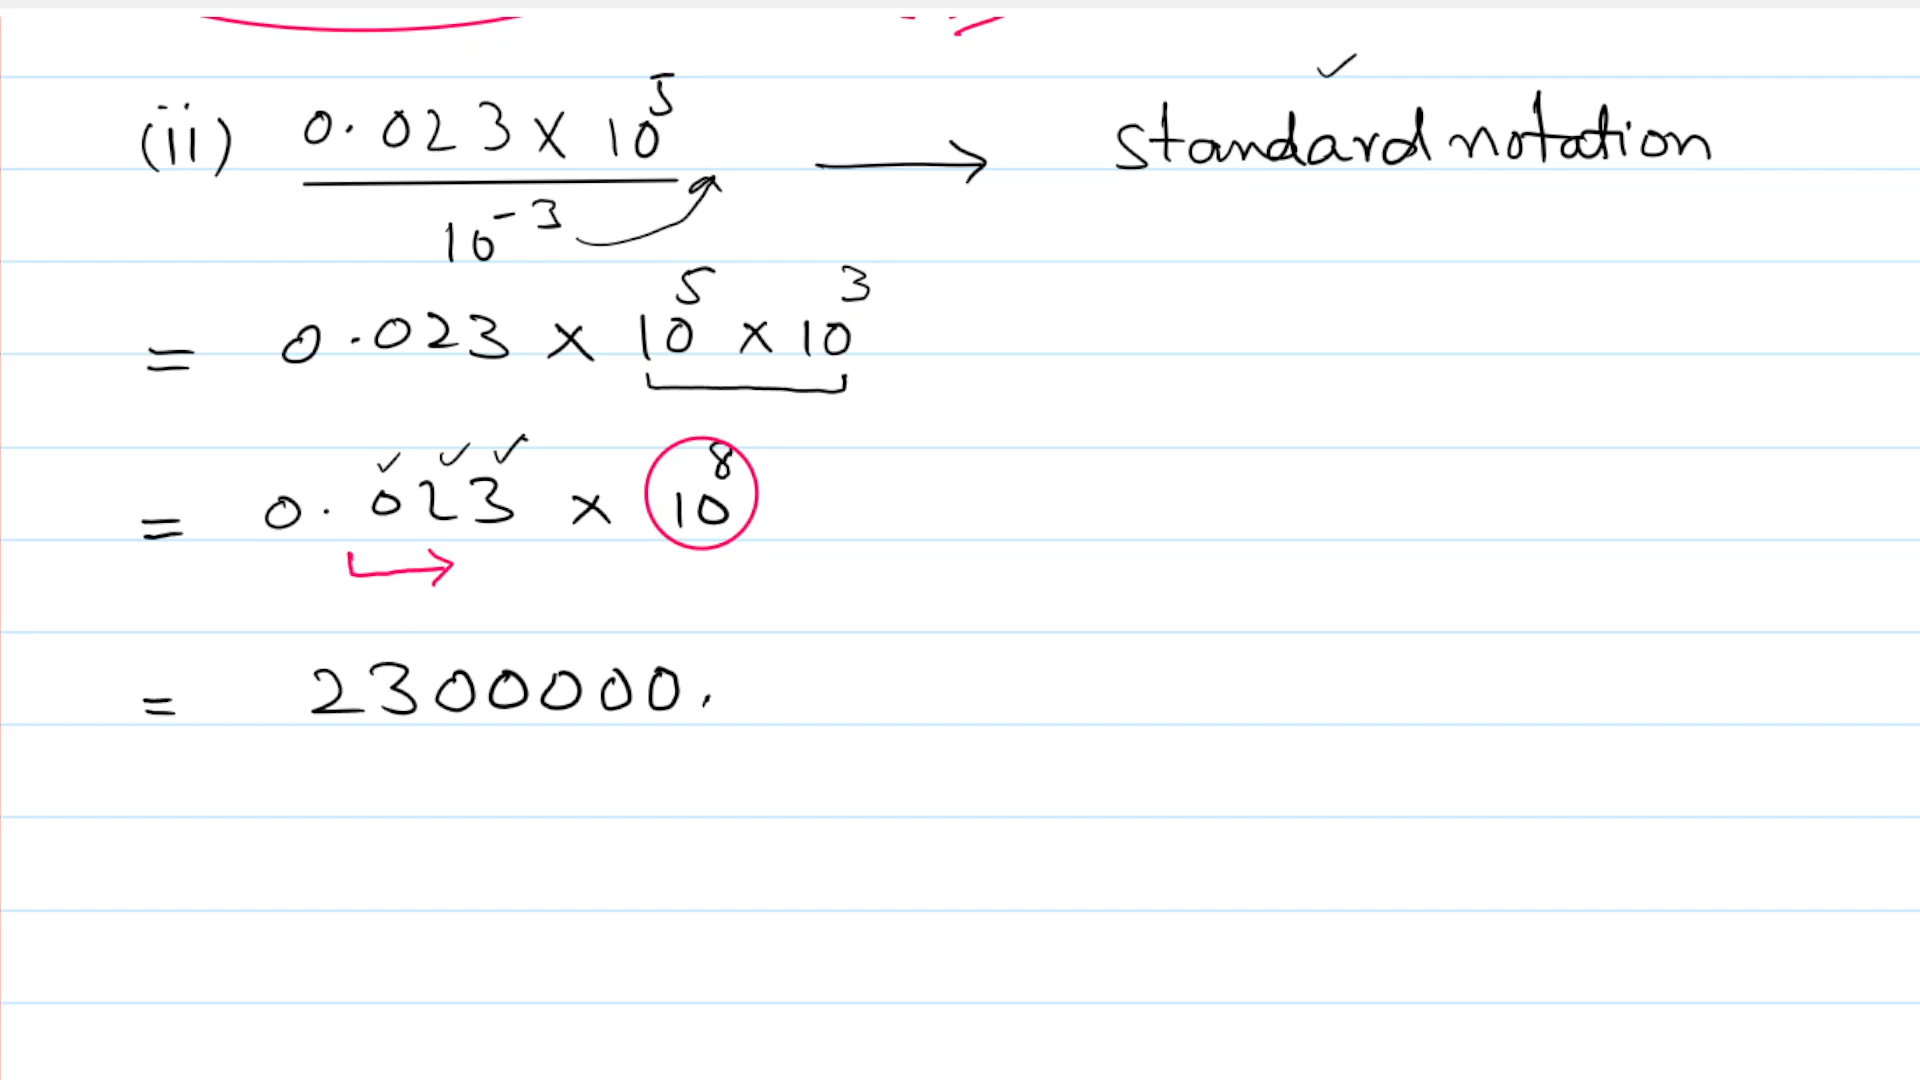 (ii) 0.023 x 10^5 / 10^-3 → standard notation
= 0.023 x 10^5 x 10^3
= 0.023 x 10^8
= 2300000.